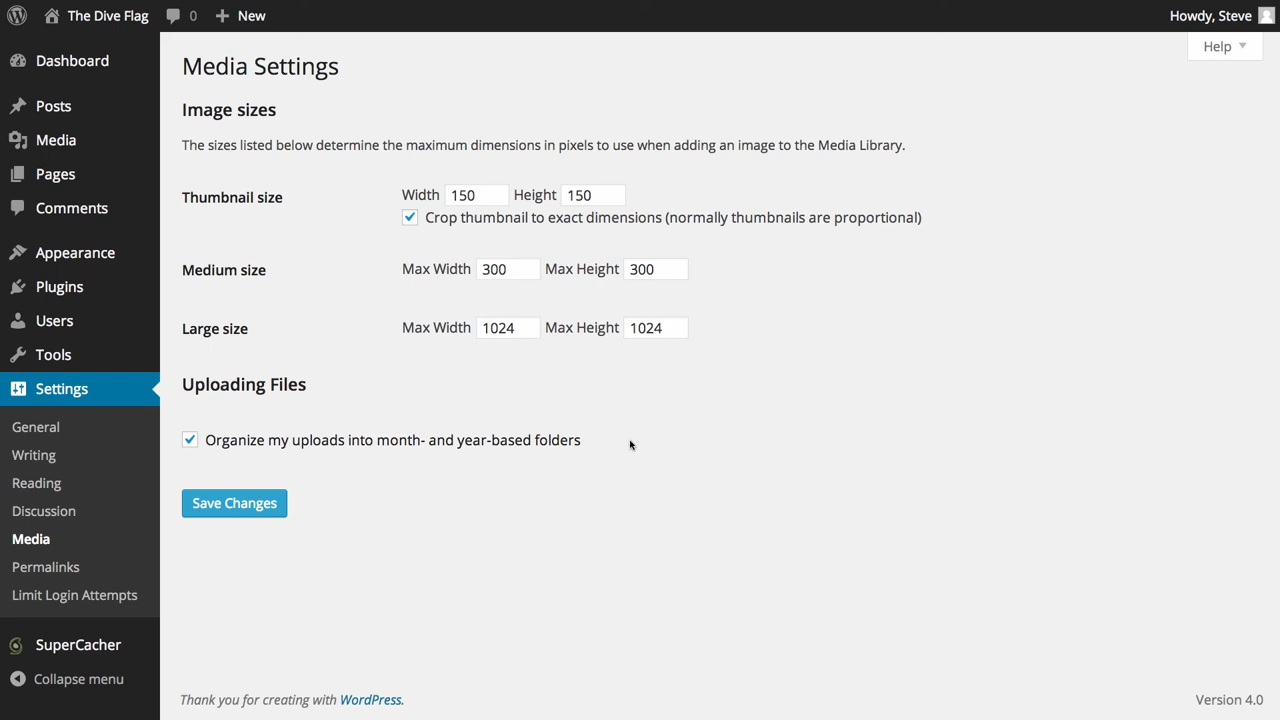 The Dive Flag 0 New Howdy, Steve
Help
Dashboard
Posts
Media
Pages
Comments
Appearance
Plugins
Users
Tools
Settings
General
Writing
Reading
Discussion
Media
Permalinks
Limit Login Attempts
SuperCacher
Collapse menu
Media Settings
Image sizes
The sizes listed below determine the maximum dimensions in pixels to use when adding an image to the Media Library.
Thumbnail size Width 150 Height 150
Crop thumbnail to exact dimensions (normally thumbnails are proportional)
Medium size Max Width 300 Max Height 300
Large size Max Width 1024 Max Height 1024
Uploading Files
Organize my uploads into month- and year-based folders
Save Changes
Thank you for creating with WordPress. Version 4.0